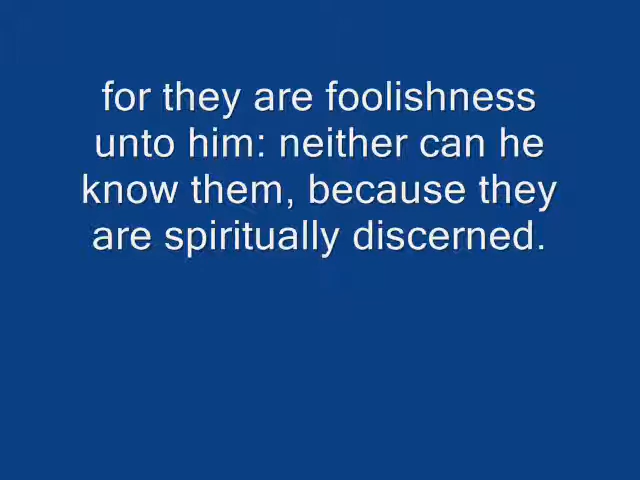 for they are foolishness
unto him: neither can he
know them, because they
are spiritually discerned.